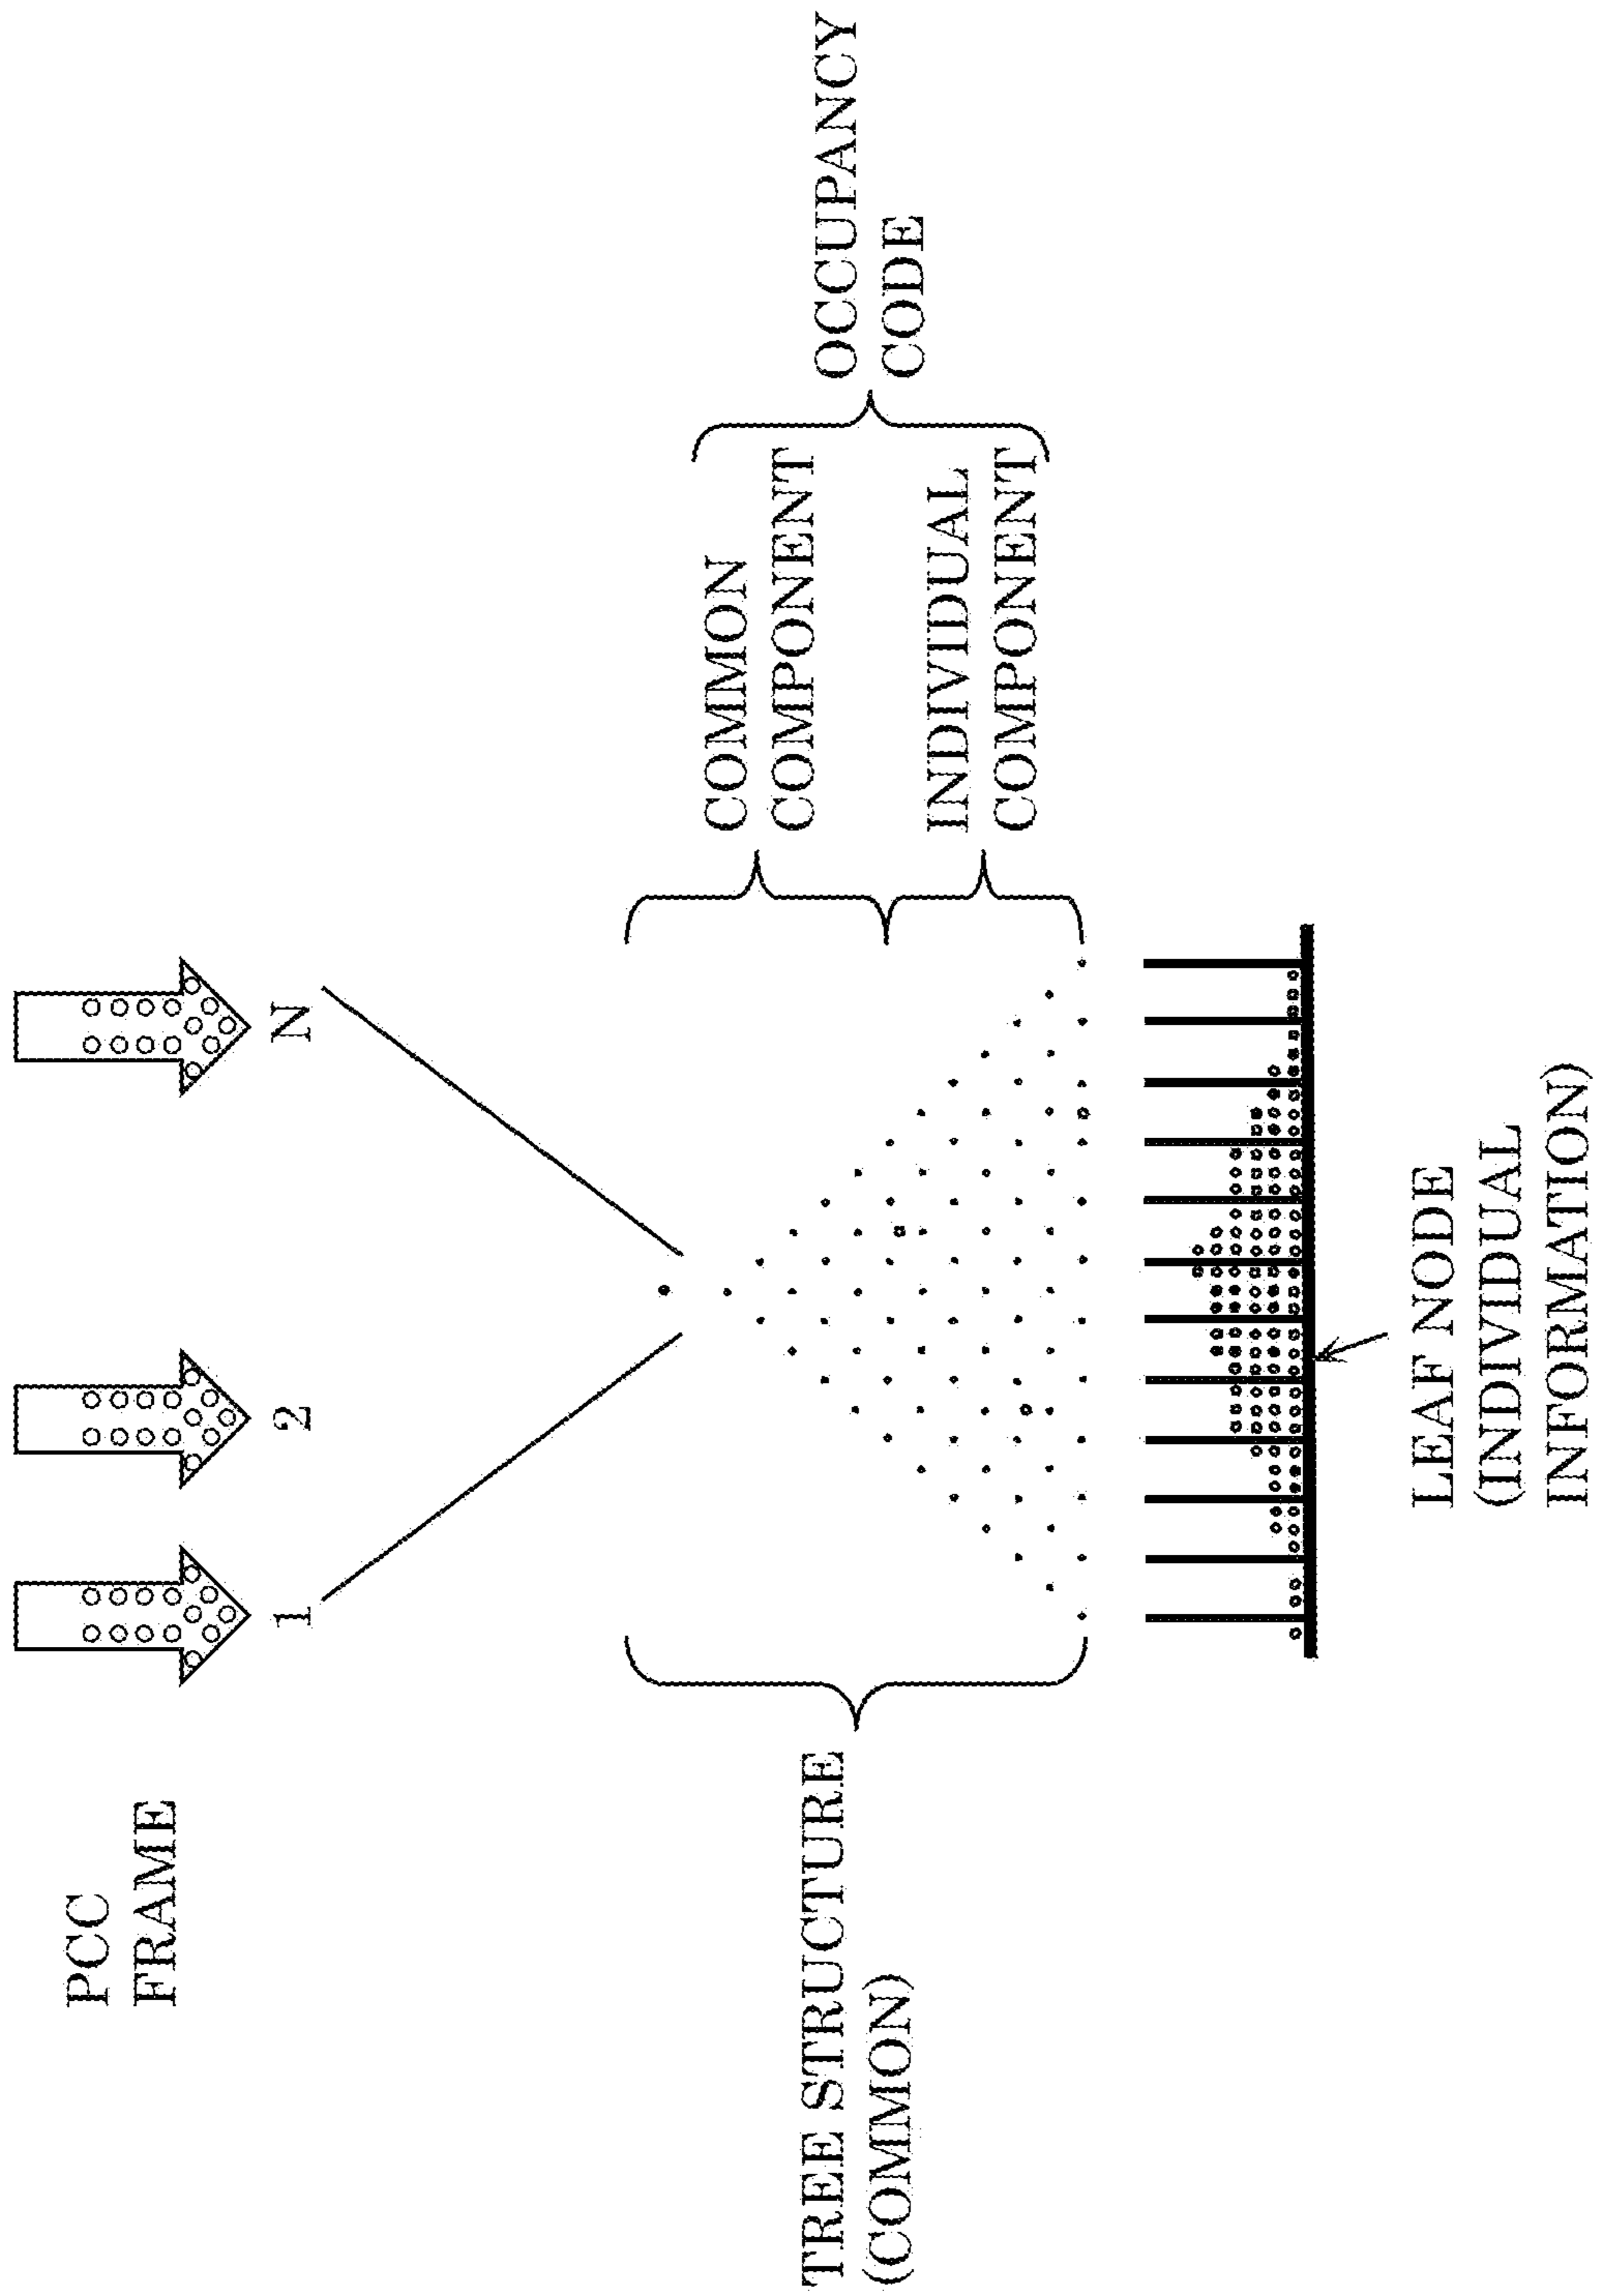 PCC
FRAME
1
2
N
TREE STRUCTURE
(COMMON)
COMMON
COMPONENT
INDIVIDUAL
COMPONENT
OCCUPANCY
CODE
LEAF NODE
(INDIVIDUAL
INFORMATION)